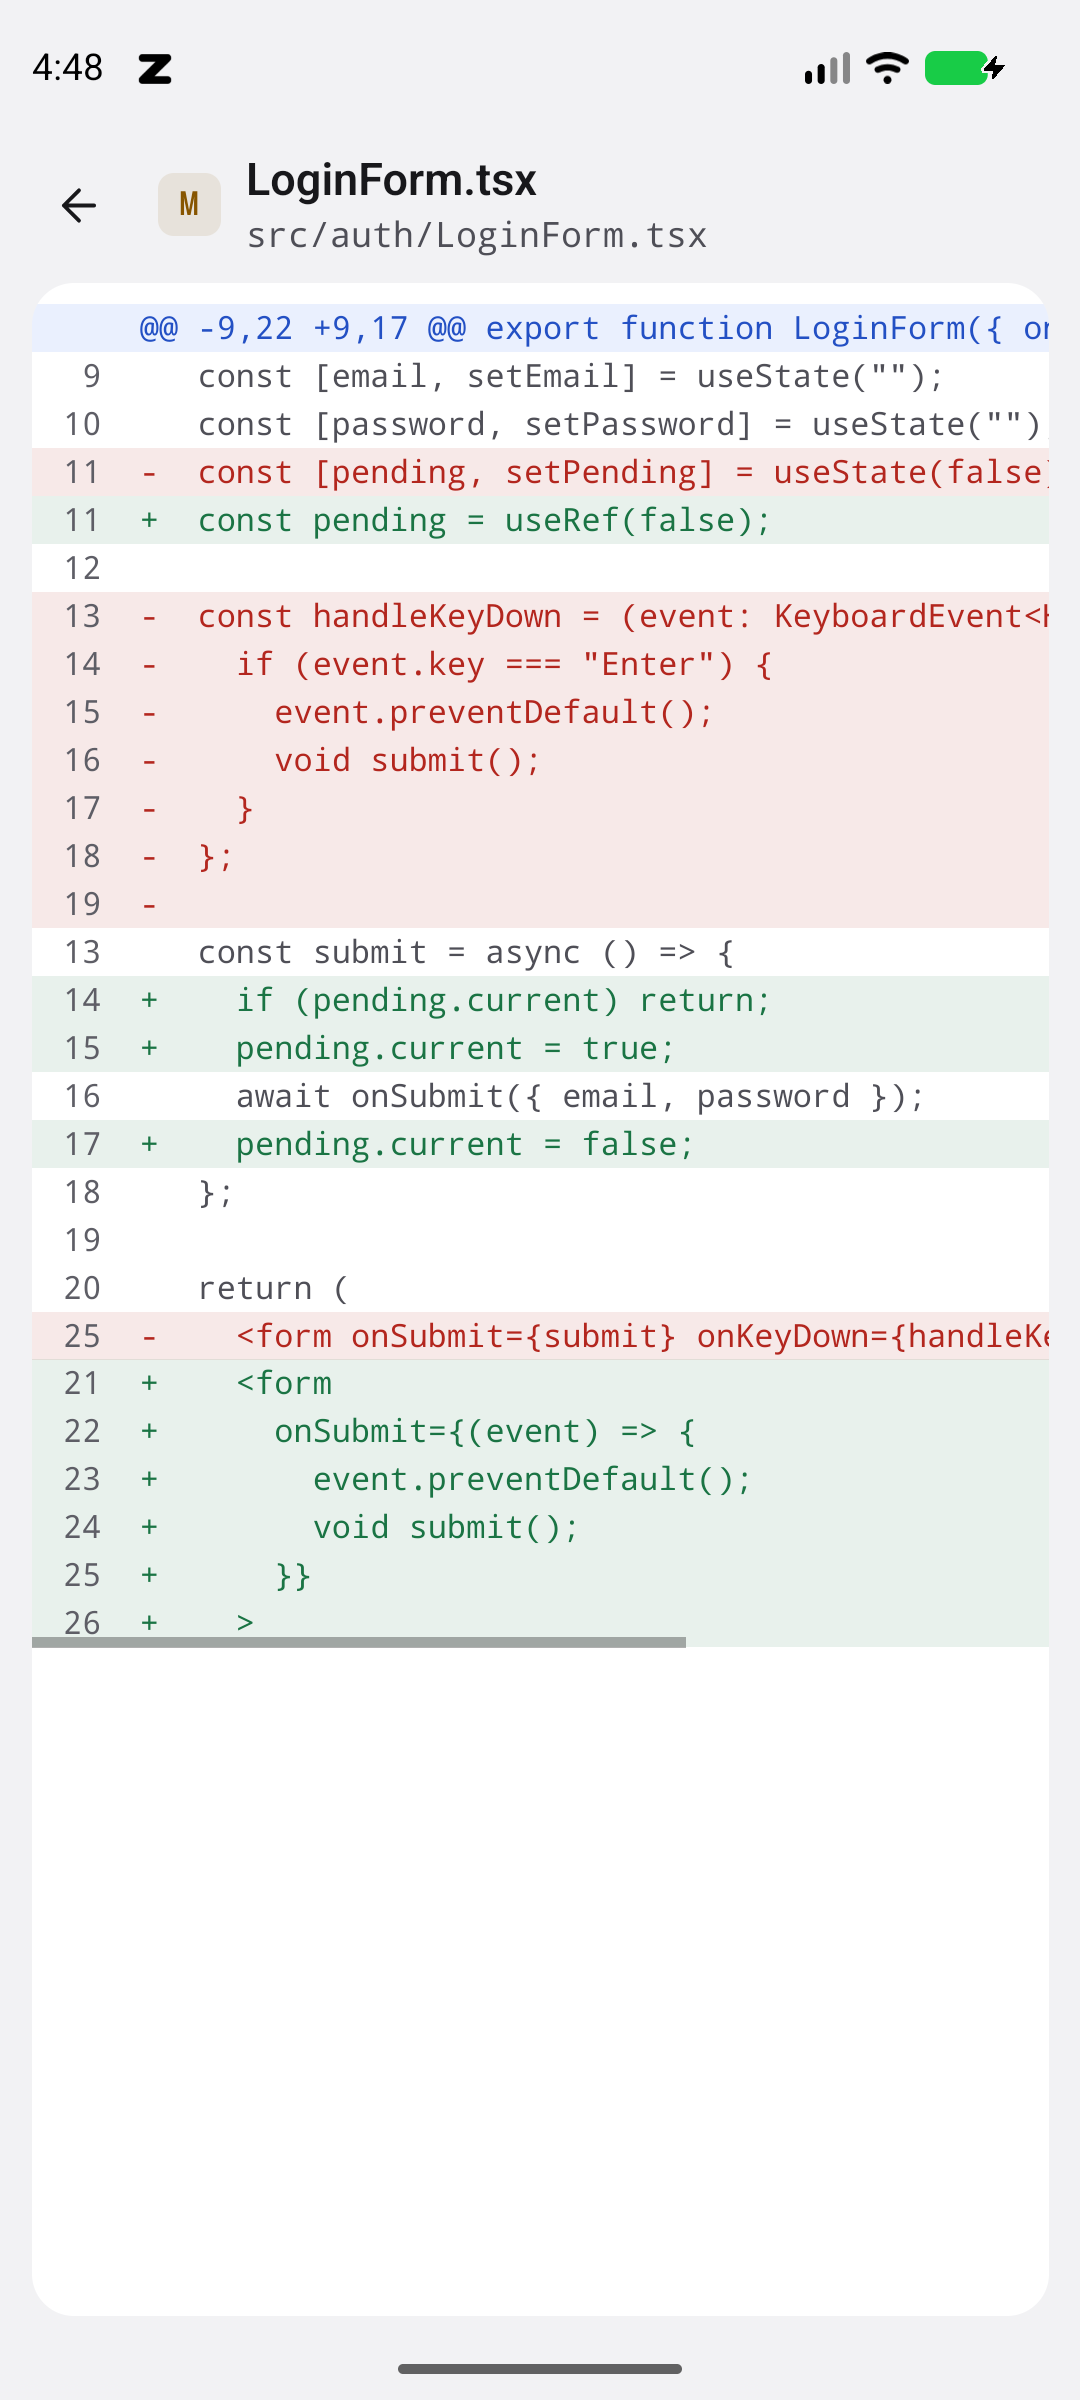 4:48 Z
M LoginForm.tsx
src/auth/LoginForm.tsx
@@ -9,22 +9,17 @@ export function LoginForm({ on
9 const [email, setEmail] = useState("");
10 const [password, setPassword] = useState("")
11 - const [pending, setPending] = useState(false)
11 + const pending = useRef(false);
12
13 - const handleKeyDown = (event: KeyboardEvent<H
14 - if (event.key === "Enter") {
15 - event.preventDefault();
16 - void submit();
17 - }
18 - };
19 -
13 const submit = async () => {
14 + if (pending.current) return;
15 + pending.current = true;
16 await onSubmit({ email, password });
17 + pending.current = false;
18 };
19
20 return (
25 - <form onSubmit={submit} onKeyDown={handleKe
21 + <form
22 + onSubmit={(event) => {
23 + event.preventDefault();
24 + void submit();
25 + }}
26 + >